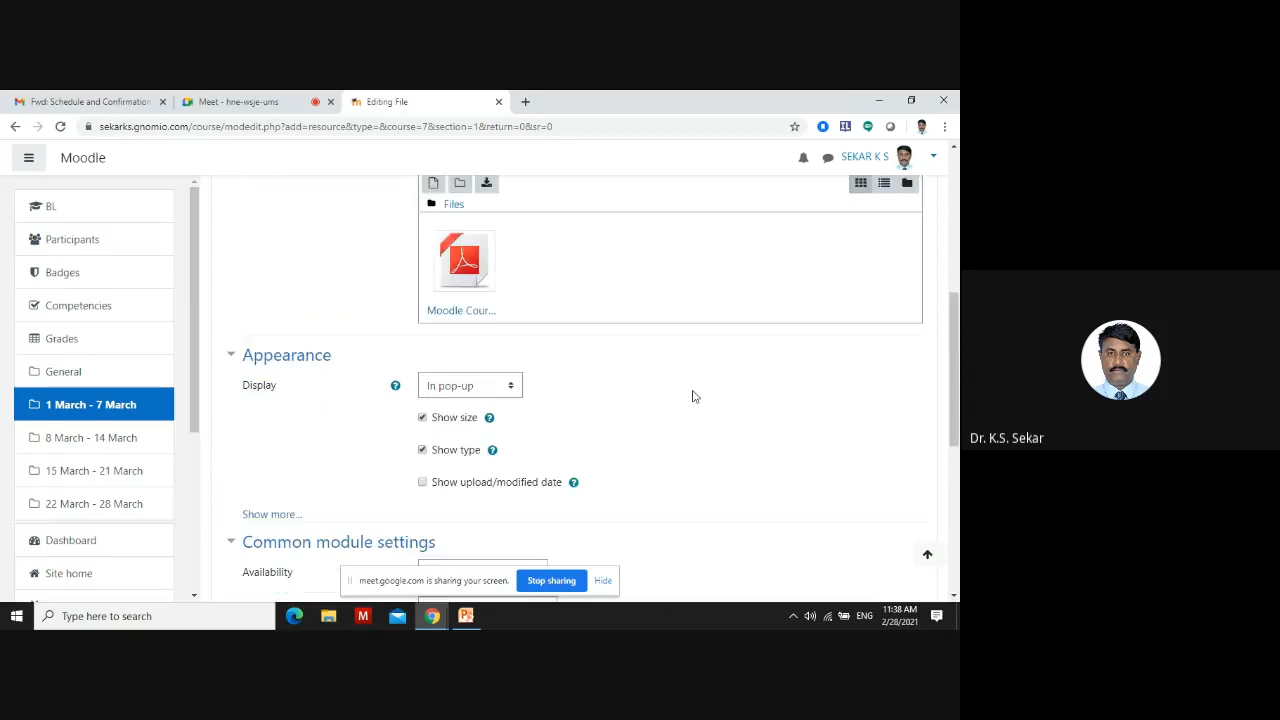 Fwd: Schedule and Confirmation
Meet - hne-wsje-ums
Editing File
sekarks.gnomio.com/course/modedit.php?add=resource&type=&course=7&section=1&return=0&sr=0
Moodle
SEKAR K S
BL
Participants
Badges
Competencies
Grades
General
1 March - 7 March
8 March - 14 March
15 March - 21 March
22 March - 28 March
Dashboard
Site home
Files
Moodle Cour...
Appearance
Display
In pop-up
Show size
Show type
Show upload/modified date
Show more...
Common module settings
Availability
meet.google.com is sharing your screen.
Stop sharing
Hide
Dr. K.S. Sekar
Type here to search
ENG
11:38 AM
2/28/2021